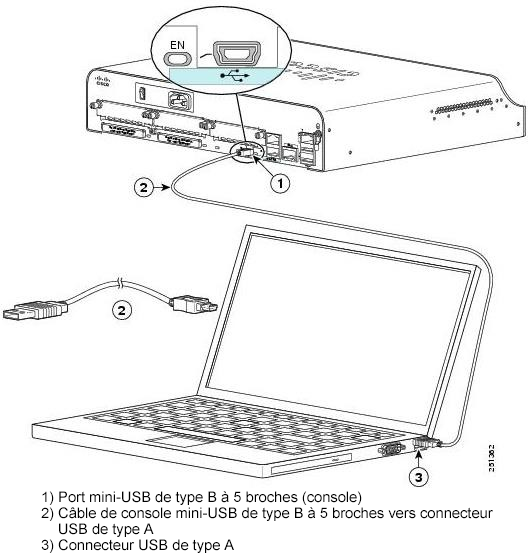 EN
CISCO
1
2
2
3
251362
1) Port mini-USB de type B à 5 broches (console)
2) Câble de console mini-USB de type B à 5 broches vers connecteur
USB de type A
3) Connecteur USB de type A